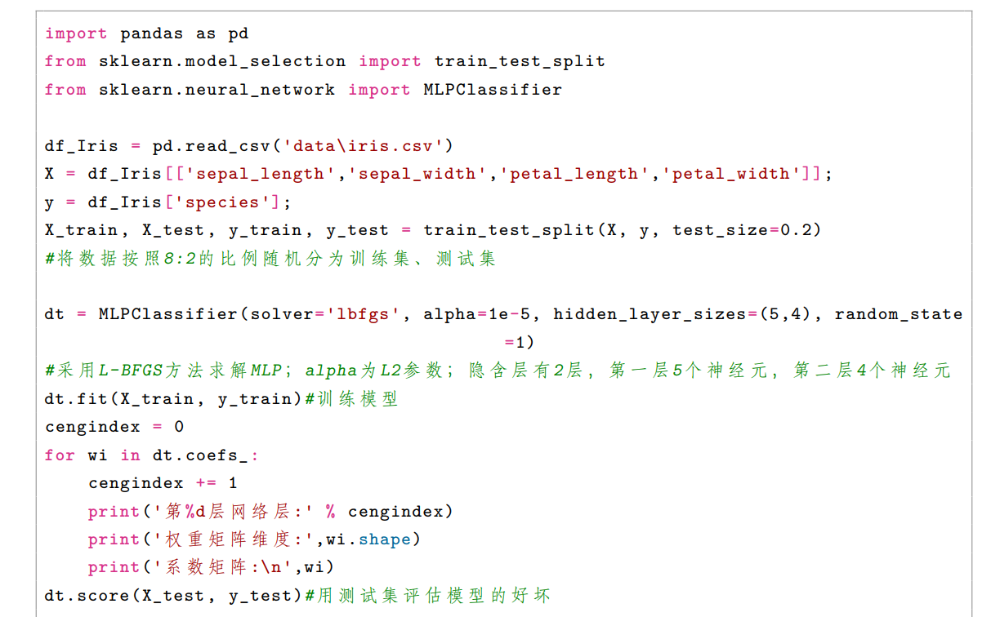 import pandas as pd
from sklearn.model_selection import train_test_split
from sklearn.neural_network import MLPClassifier
df_Iris = pd.read_csv('data\iris.csv')
X = df_Iris[['sepal_length','sepal_width','petal_length','petal_width']];
y = df_Iris['species'];
X_train, X_test, y_train, y_test = train_test_split(X, y, test_size=0.2)
#将数据按照8:2的比例随机分为训练集、测试集
dt = MLPClassifier(solver='lbfgs', alpha=1e-5, hidden_layer_sizes=(5,4), random_state
=1)
#采用L-BFGS方法求解MLP；alpha为L2参数；隐含层有2层，第一层5个神经元，第二层4个神经元
dt.fit(X_train, y_train)#训练模型
cengindex = 0
for wi in dt.coefs_:
    cengindex += 1
    print('第%d层网络层:' % cengindex)
    print('权重矩阵维度:',wi.shape)
    print('系数矩阵:\n',wi)
dt.score(X_test, y_test)#用测试集评估模型的好坏